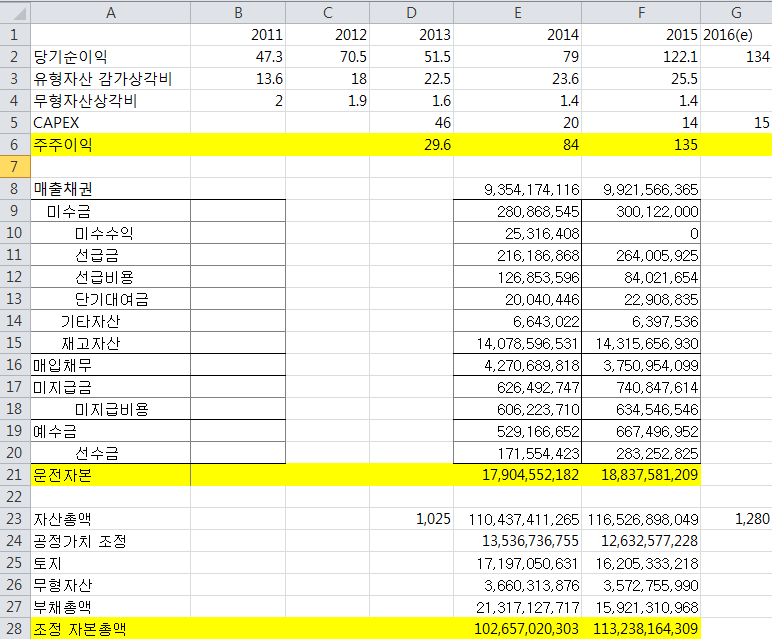 A B C D E F G
1 2011 2012 2013 2014 2015 2016(e)
2 당기순이익 47.3 70.5 51.5 79 122.1 134
3 유형자산 감가상각비 13.6 18 22.5 23.6 25.5
4 무형자산상각비 2 1.9 1.6 1.4 1.4
5 CAPEX 46 20 14 15
6 주주이익 29.6 84 135
7
8 매출채권 9,354,174,116 9,921,566,365
9 미수금 280,868,545 300,122,000
10 미수수익 25,316,408 0
11 선급금 216,186,868 264,005,925
12 선급비용 126,853,596 84,021,654
13 단기대여금 20,040,446 22,908,835
14 기타자산 6,643,022 6,397,536
15 재고자산 14,078,596,531 14,315,656,930
16 매입채무 4,270,689,818 3,750,954,099
17 미지급금 626,492,747 740,847,614
18 미지급비용 606,223,710 634,546,546
19 예수금 529,166,652 667,496,952
20 선수금 171,554,423 283,252,825
21 운전자본 17,904,552,182 18,837,581,209
22
23 자산총액 1,025 110,437,411,265 116,526,898,049 1,280
24 공정가치 조정 13,536,736,755 12,632,577,228
25 토지 17,197,050,631 16,205,333,218
26 무형자산 3,660,313,876 3,572,755,990
27 부채총액 21,317,127,717 15,921,310,968
28 조정 자본총액 102,657,020,303 113,238,164,309